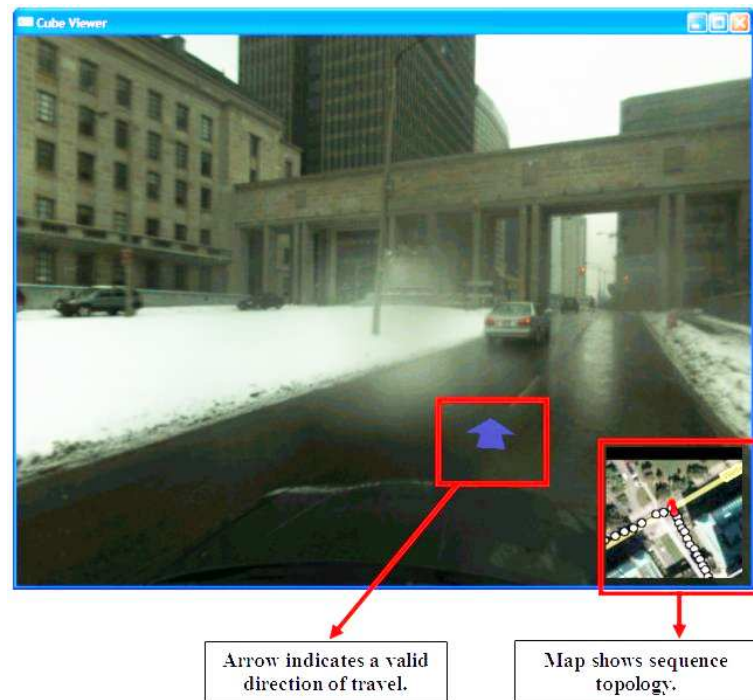 Cube Viewer
Arrow indicates a valid
direction of travel.
Map shows sequence
topology.